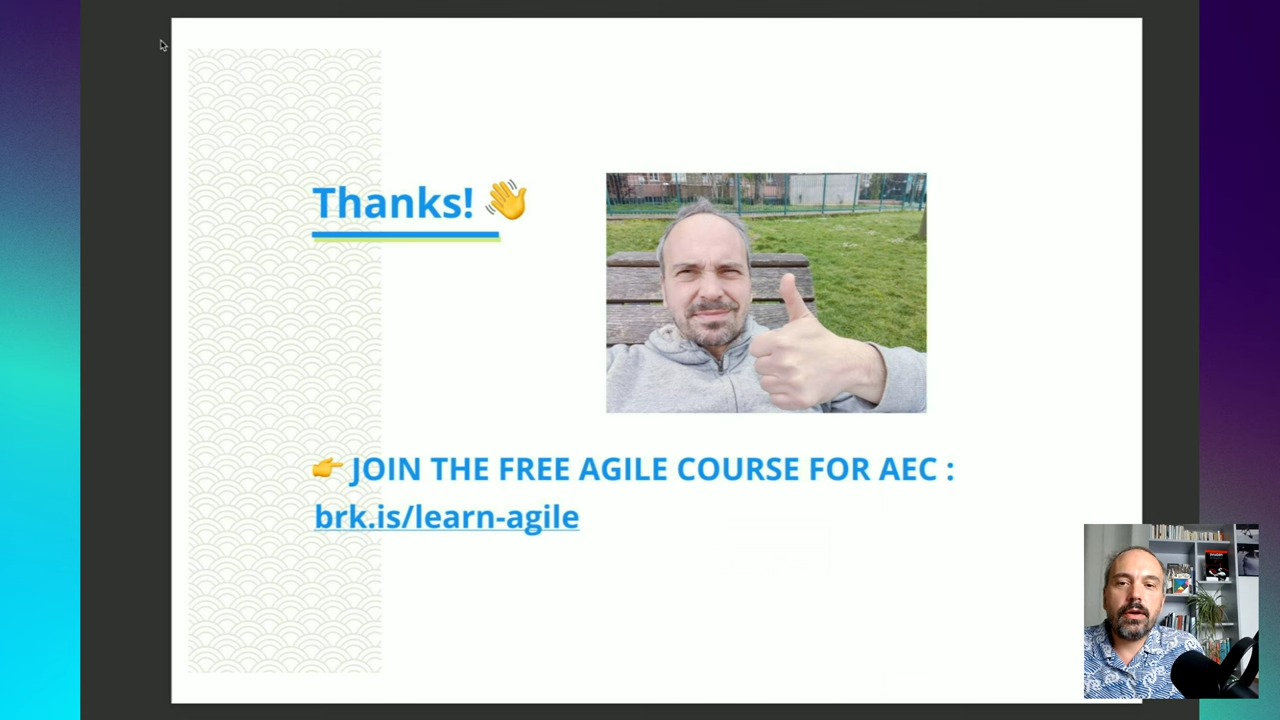 Thanks! 👋
👉 JOIN THE FREE AGILE COURSE FOR AEC :
brk.is/learn-agile